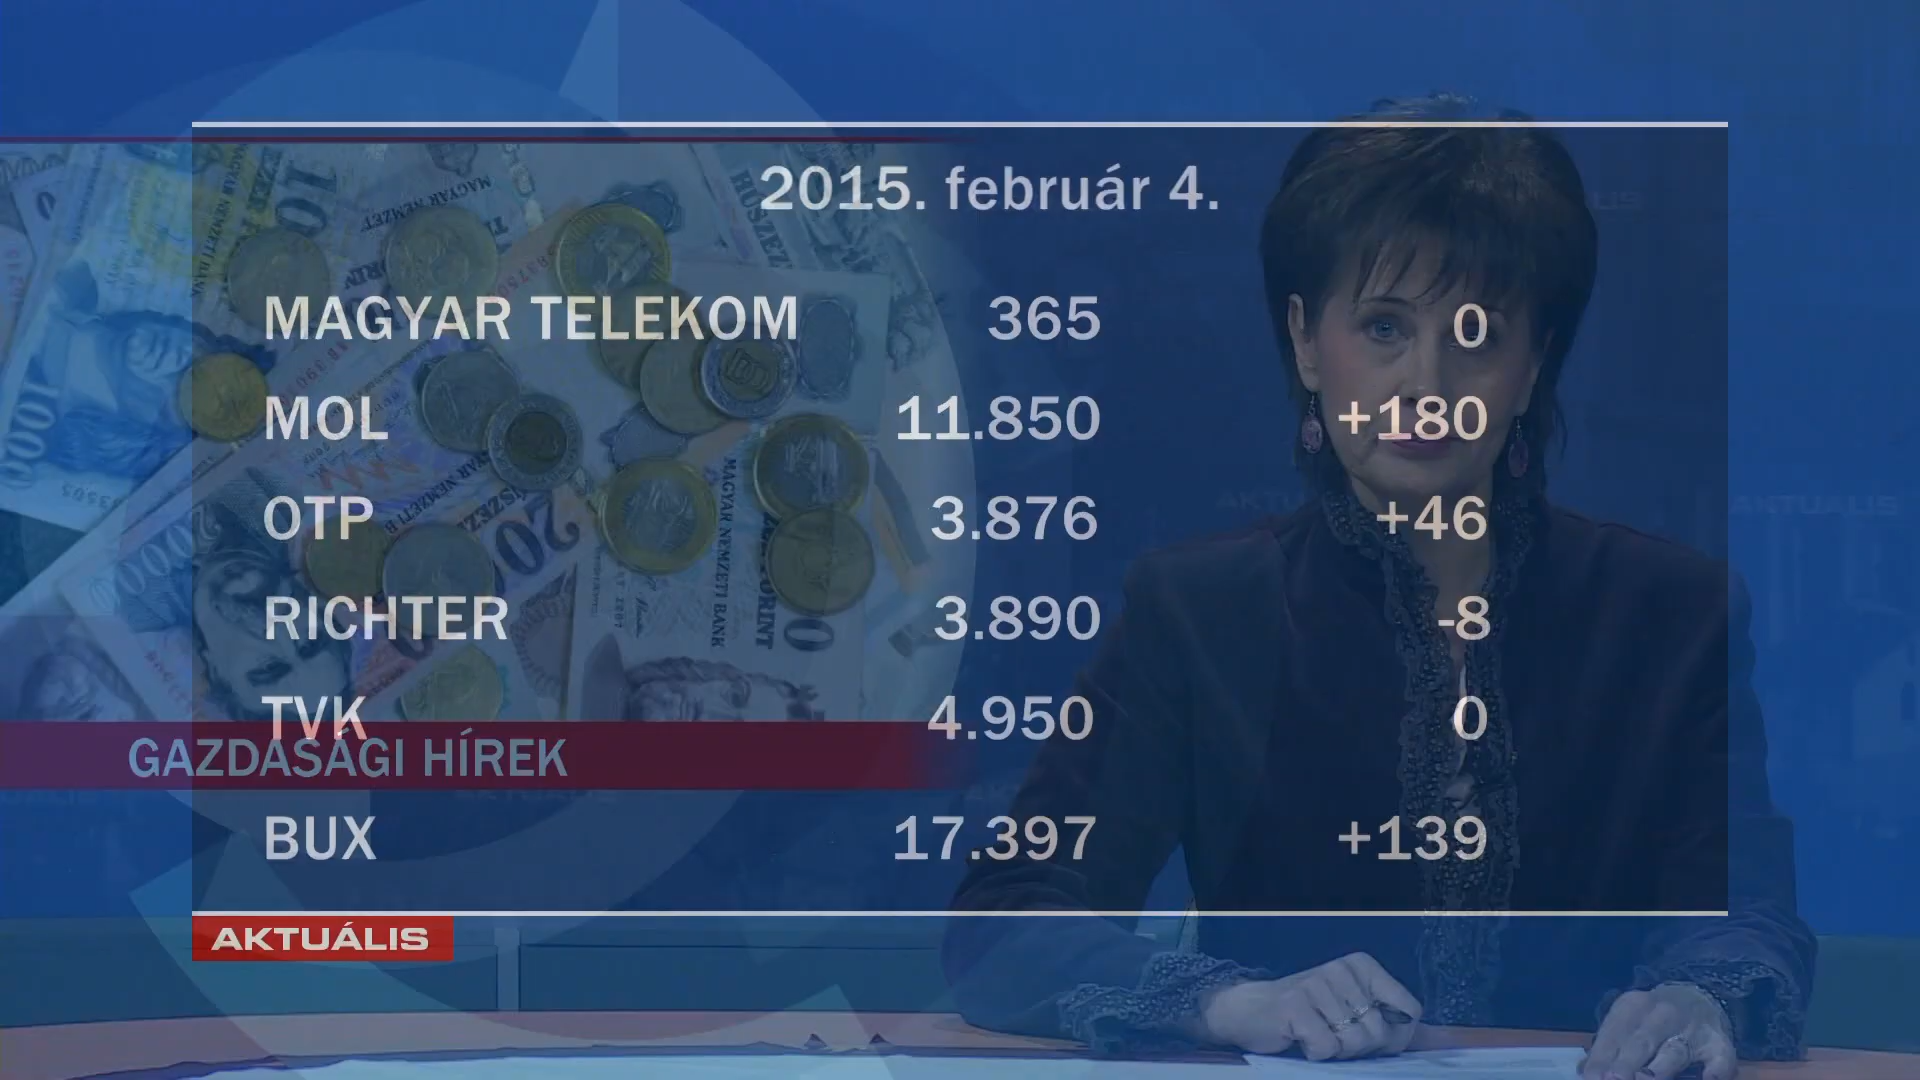 2015. február 4.
MAGYAR TELEKOM 365 0
MOL 11.850 +180
OTP 3.876 +46
RICHTER 3.890 -8
TVK 4.950 0
GAZDASÁGI HÍREK
BUX 17.397 +139
AKTUÁLIS